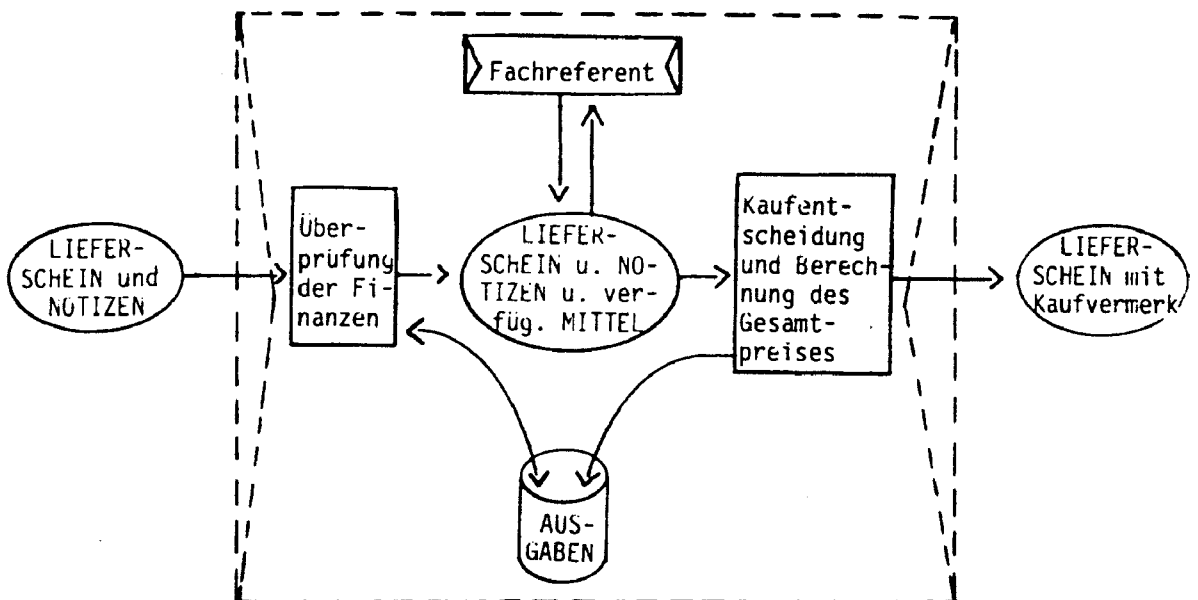 Fachreferent
LIEFER-
SCHEIN und
NOTIZEN
Über-
prüfung
der Fi-
nanzen
LIEFER-
SCHEIN u. NO-
TIZEN u. ver-
füg. MITTEL
Kaufent-
scheidung
und Berech-
nung des
Gesamt-
preises
LIEFER-
SCHEIN mit
Kaufvermerk
AUS-
GABEN